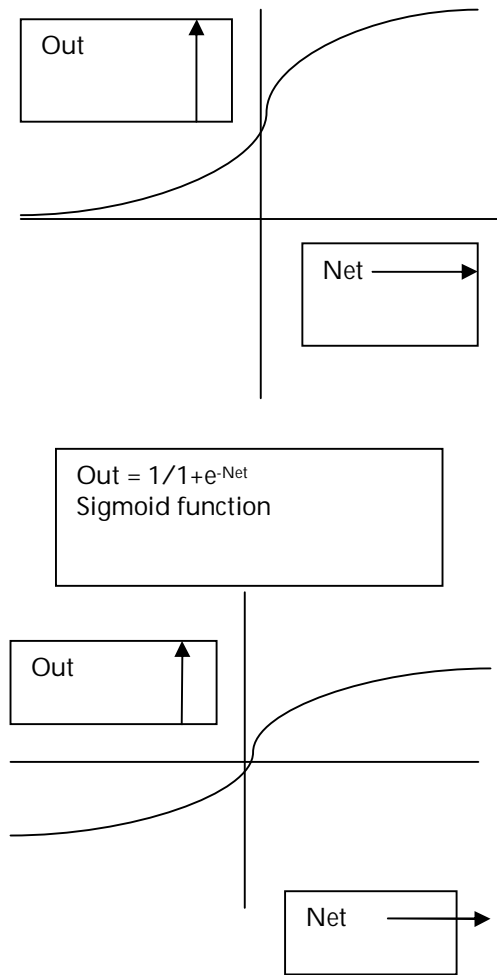 Out
Net
Out = 1/1+e-Net
Sigmoid function
Out
Net